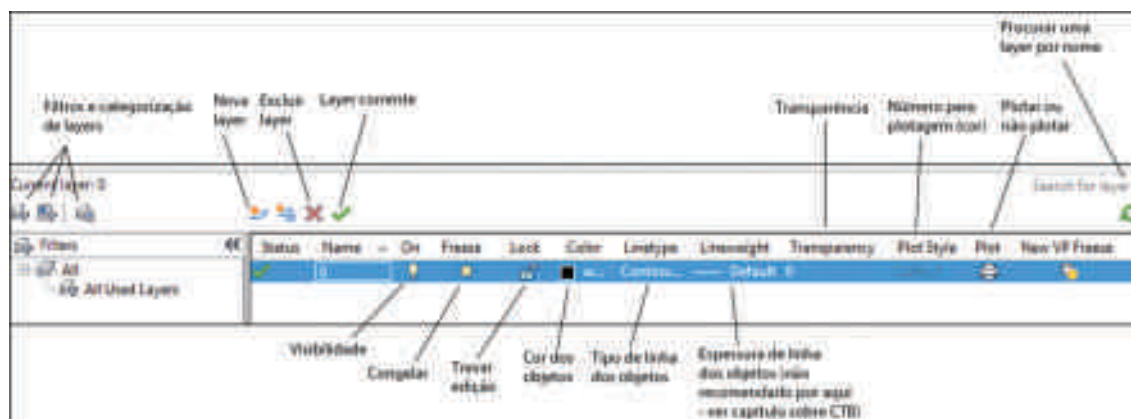 Procurar uma
layer por nome
Filtros e categorização
de layers
Nova
layer
Exclui
layer
Layer corrente
Transparência
Número para
plotagem (cor)
Plotar ou
não plotar
Current layer: 0
Search for layer
Filters
Status Name On Freeze Lock Color Linetype Lineweight Transparency Plot Style Plot New VP Freeze
All
0 Continu... Default 0
All Used Layers
Visibilidade
Congelar
Travar
edição
Cor dos
objetos
Tipo de linha
dos objetos
Espessura de linha
dos objetos (não
recomendado por aqui
- ver capítulo sobre CTB)